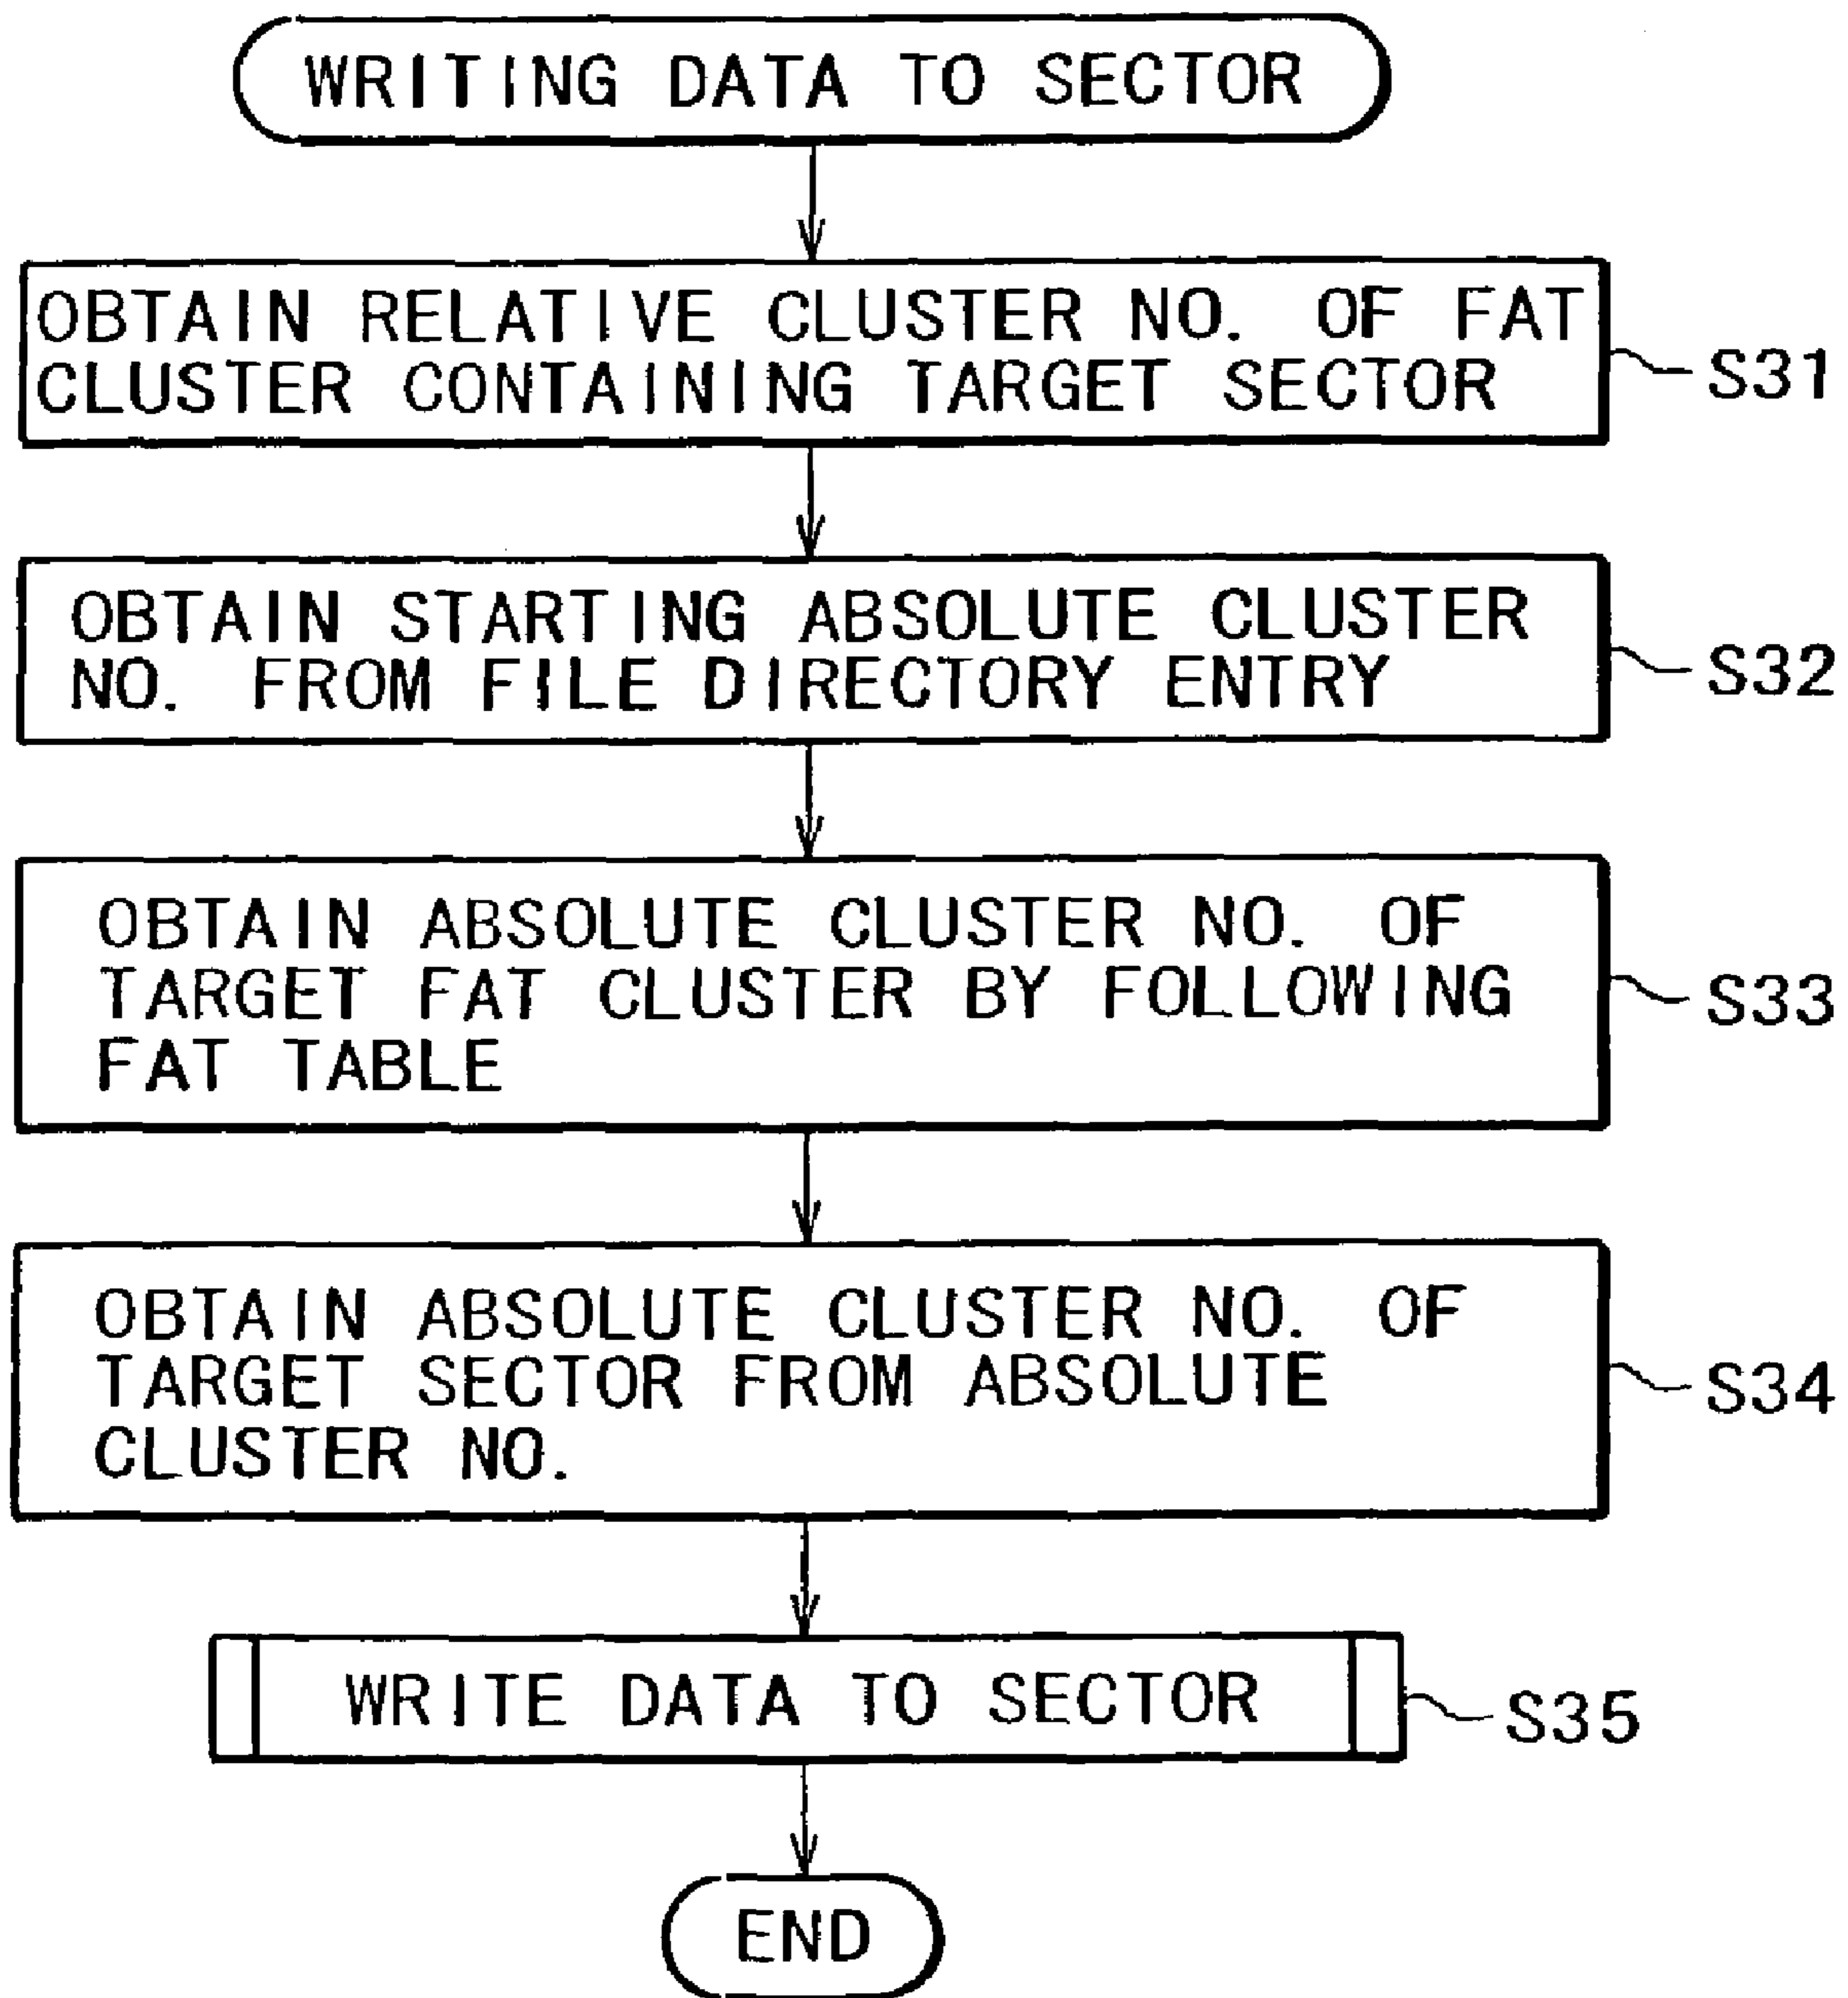 WRITING DATA TO SECTOR
OBTAIN RELATIVE CLUSTER NO. OF FAT
CLUSTER CONTAINING TARGET SECTOR
S31
OBTAIN STARTING ABSOLUTE CLUSTER
NO. FROM FILE DIRECTORY ENTRY
S32
OBTAIN ABSOLUTE CLUSTER NO. OF
TARGET FAT CLUSTER BY FOLLOWING
FAT TABLE
S33
OBTAIN ABSOLUTE CLUSTER NO. OF
TARGET SECTOR FROM ABSOLUTE
CLUSTER NO.
S34
WRITE DATA TO SECTOR
S35
END